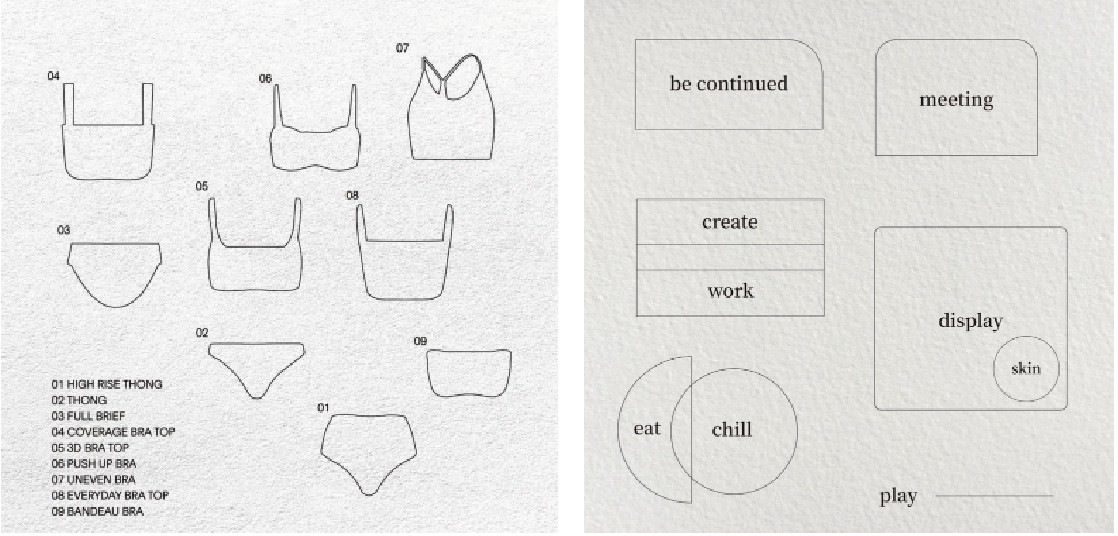 07
04
06
05
08
03
02
09
01
01 HIGH RISE THONG
02 THONG
03 FULL BRIEF
04 COVERAGE BRA TOP
05 3D BRA TOP
06 PUSH UP BRA
07 UNEVEN BRA
08 EVERYDAY BRA TOP
09 BANDEAU BRA
be continued
meeting
create
work
display
skin
eat
chill
play